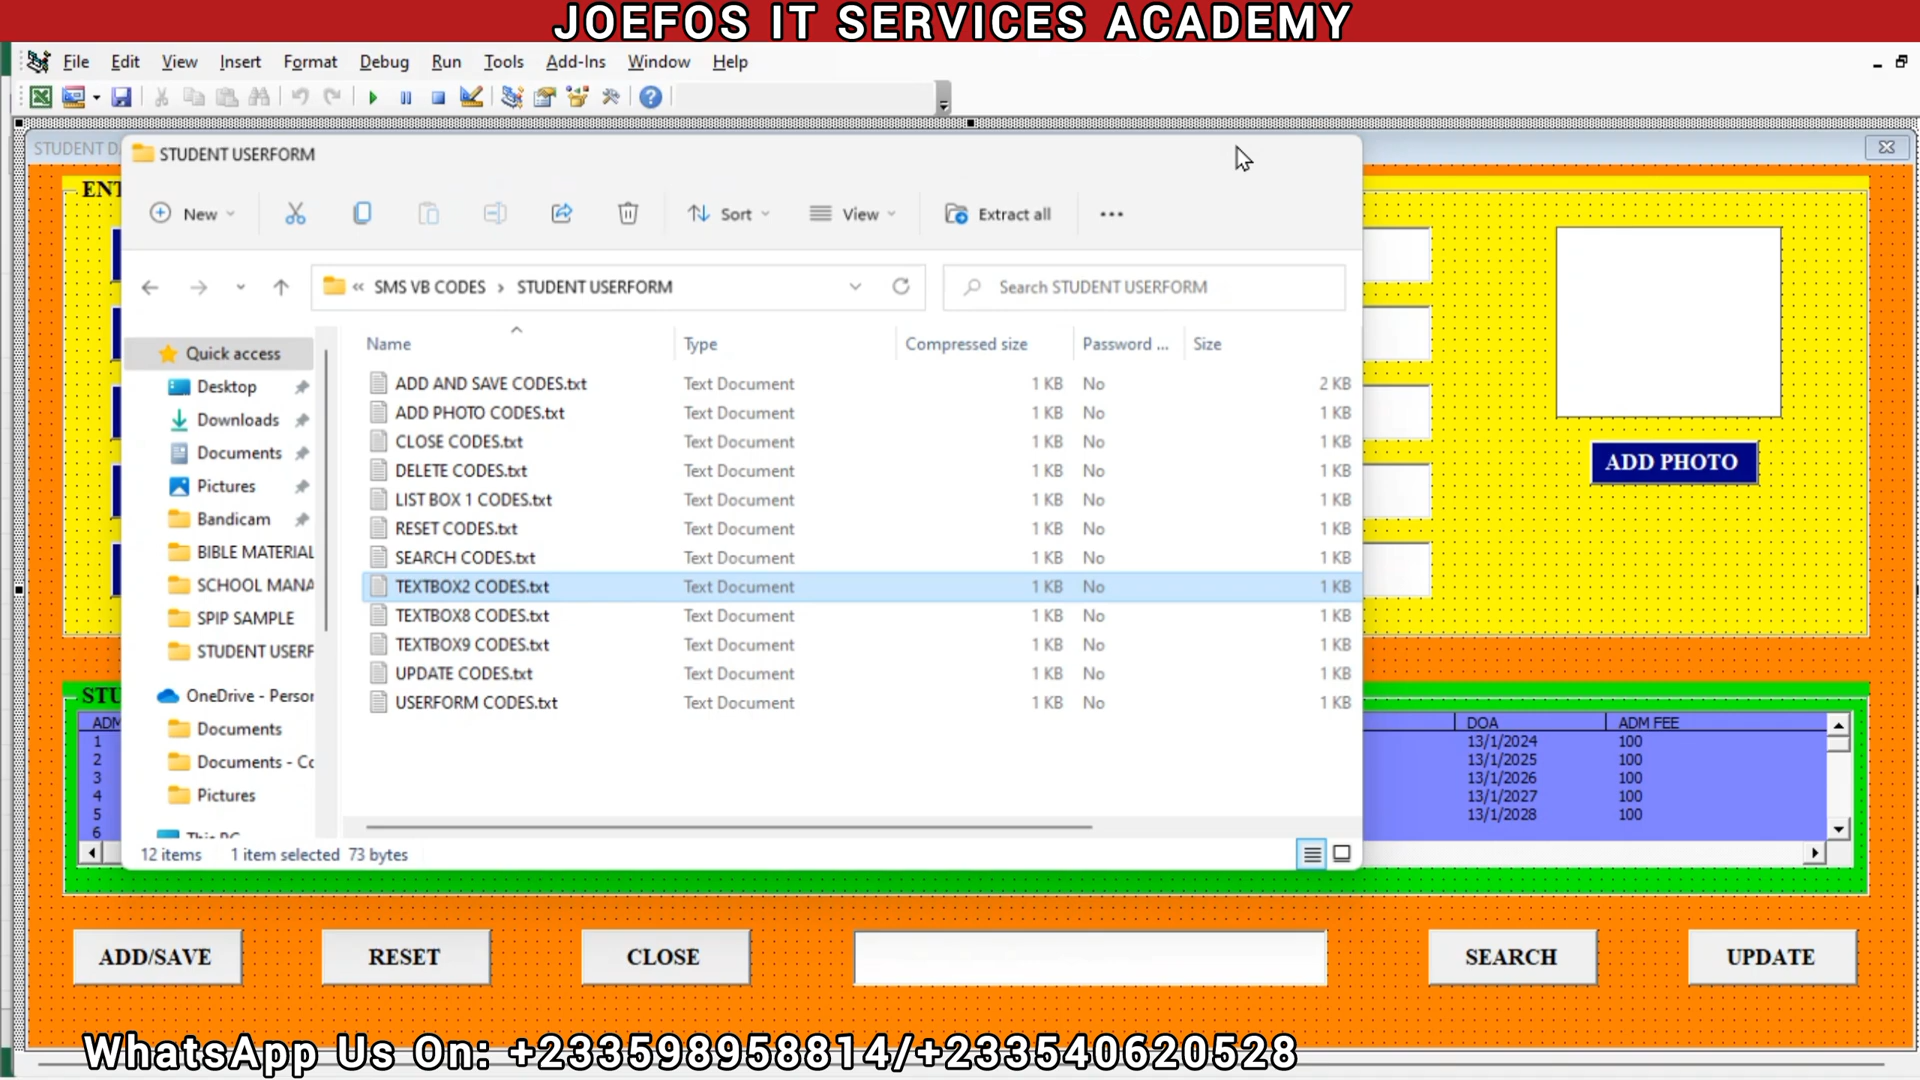 JOEFOS IT SERVICES ACADEMY
File Edit View Insert Format Debug Run Tools Add-Ins Window Help
STUDENT D
STUDENT USERFORM
ENT
New Sort View Extract all
« SMS VB CODES › STUDENT USERFORM
Search STUDENT USERFORM
Name Type Compressed size Password ... Size
Quick access
Desktop
Downloads
Documents
Pictures
Bandicam
BIBLE MATERIAL
SCHOOL MANA
SPIP SAMPLE
STUDENT USERF
OneDrive - Person
Documents
Documents - Co
Pictures
This PC
ADD AND SAVE CODES.txt Text Document 1 KB No 2 KB
ADD PHOTO CODES.txt Text Document 1 KB No 1 KB
CLOSE CODES.txt Text Document 1 KB No 1 KB
DELETE CODES.txt Text Document 1 KB No 1 KB
LIST BOX 1 CODES.txt Text Document 1 KB No 1 KB
RESET CODES.txt Text Document 1 KB No 1 KB
SEARCH CODES.txt Text Document 1 KB No 1 KB
TEXTBOX2 CODES.txt Text Document 1 KB No 1 KB
TEXTBOX8 CODES.txt Text Document 1 KB No 1 KB
TEXTBOX9 CODES.txt Text Document 1 KB No 1 KB
UPDATE CODES.txt Text Document 1 KB No 1 KB
USERFORM CODES.txt Text Document 1 KB No 1 KB
12 items 1 item selected 73 bytes
ADD PHOTO
STU
ADM DOA ADM FEE
1 13/1/2024 100
2 13/1/2025 100
3 13/1/2026 100
4 13/1/2027 100
5 13/1/2028 100
6
ADD/SAVE RESET CLOSE SEARCH UPDATE
WhatsApp Us On: +233598958814/+233540620528